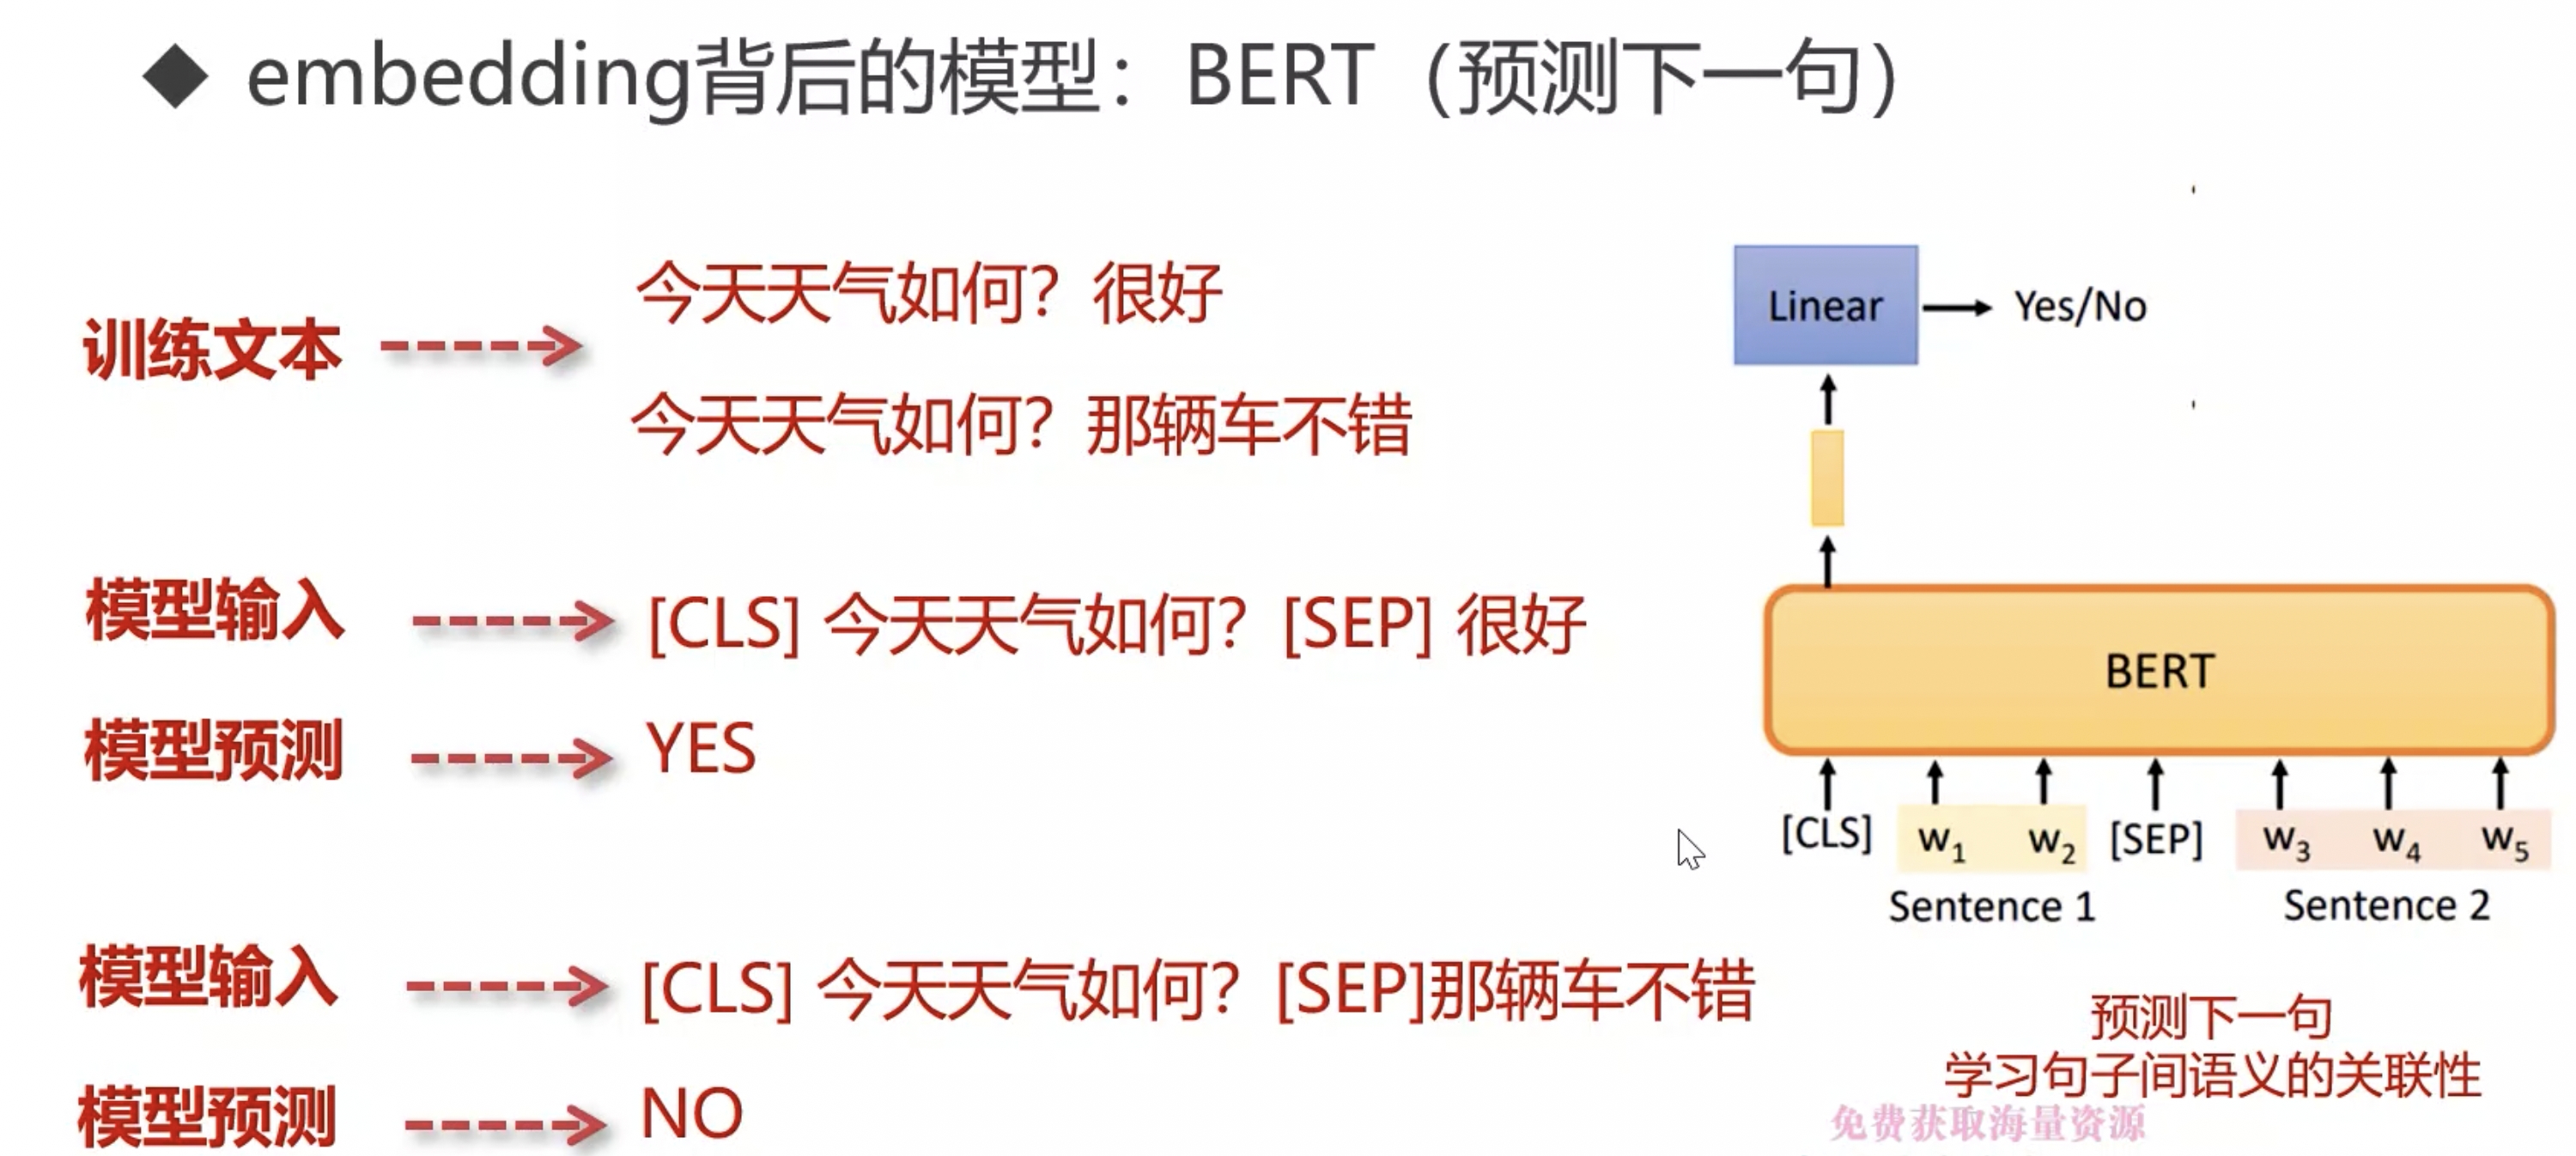 ◆ embedding背后的模型：BERT（预测下一句）
训练文本
今天天气如何？很好
今天天气如何？那辆车不错
模型输入
[CLS] 今天天气如何？[SEP] 很好
模型预测
YES
模型输入
[CLS] 今天天气如何？[SEP]那辆车不错
模型预测
NO
Linear
Yes/No
BERT
[CLS] w1 w2 [SEP] w3 w4 w5
Sentence 1 Sentence 2
预测下一句
学习句子间语义的关联性
免费获取海量资源